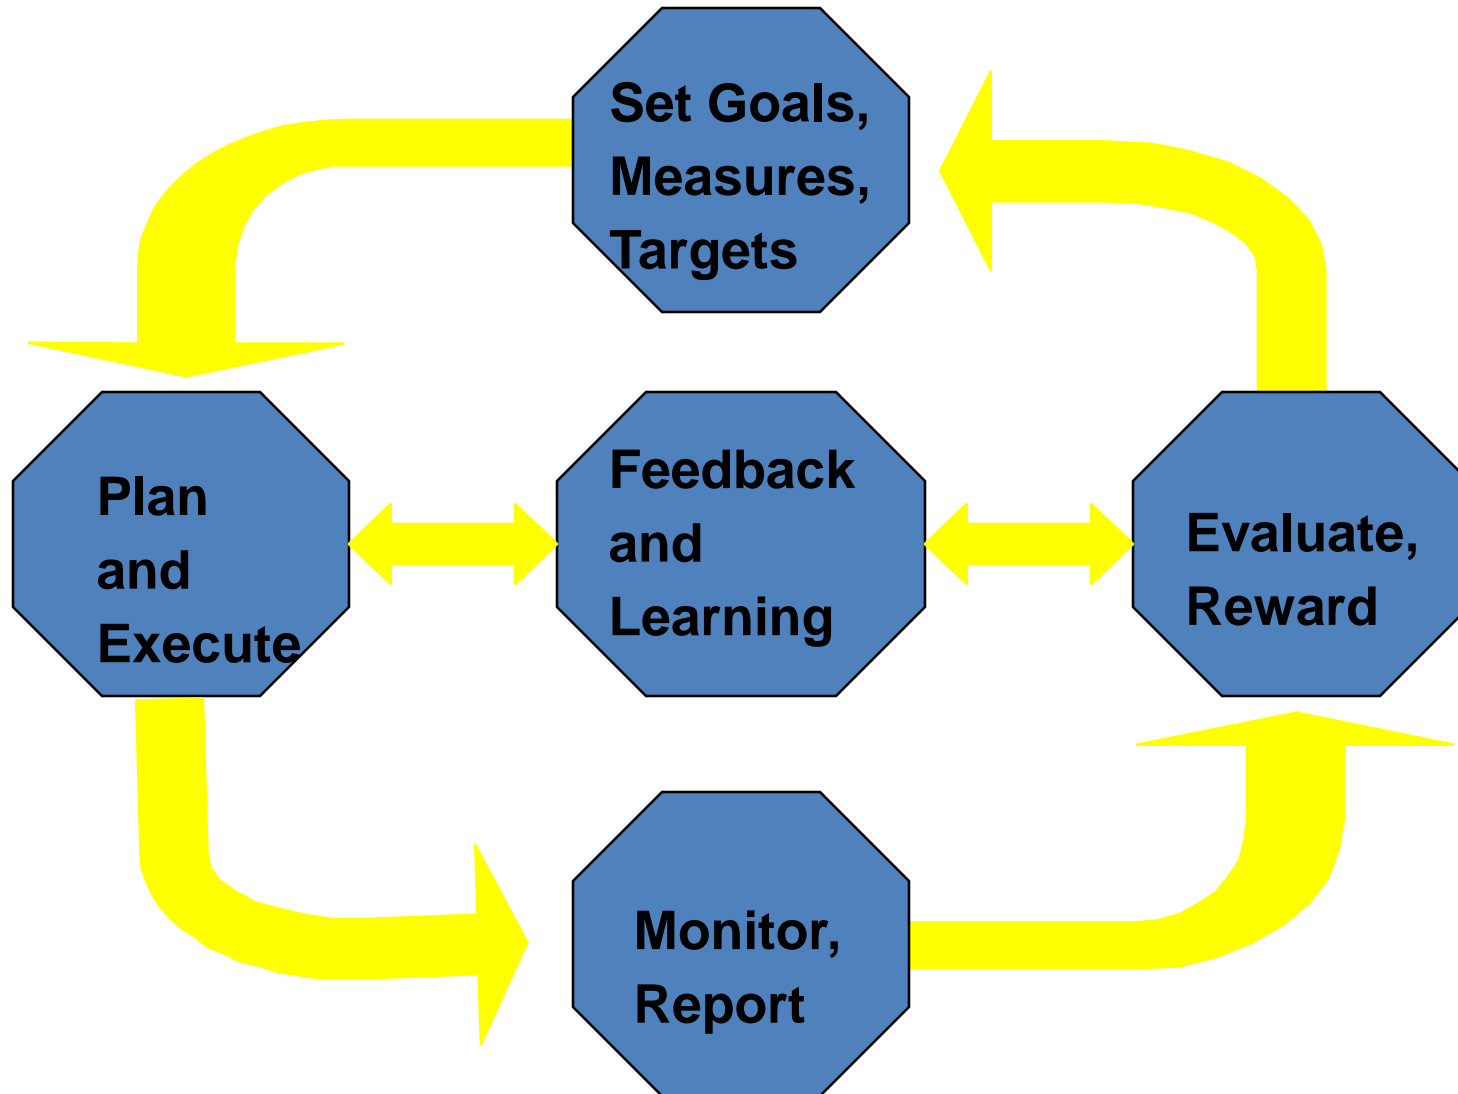 Set Goals,
Measures,
Targets
Plan
and
Execute
Feedback
and
Learning
Evaluate,
Reward
Monitor,
Report